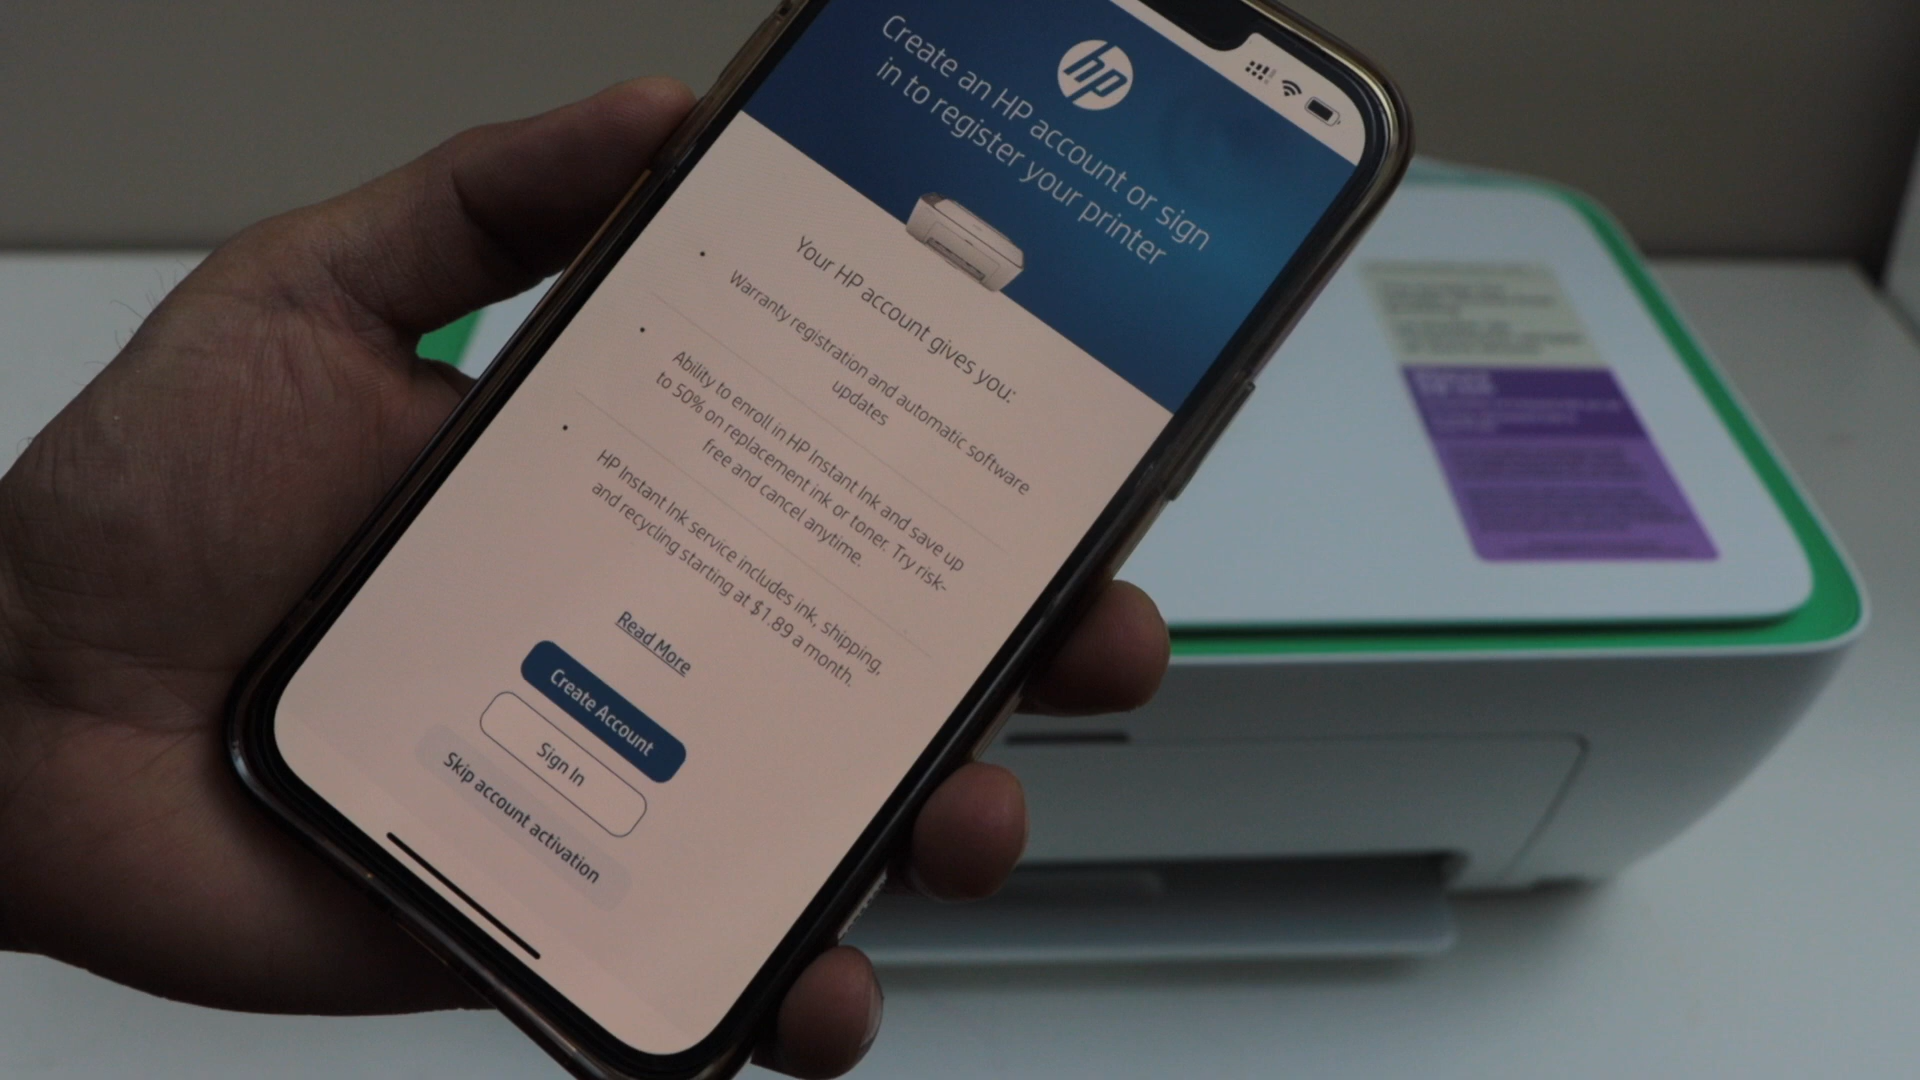 hp
Create an HP account or sign
in to register your printer
Your HP account gives you:
• Warranty registration and automatic software
updates
• Ability to enroll in HP Instant Ink and save up
to 50% on replacement ink or toner. Try risk-
free and cancel anytime.
• HP Instant Ink service includes ink, shipping,
and recycling starting at $1.89 a month.
Read More
Create Account
Sign In
Skip account activation